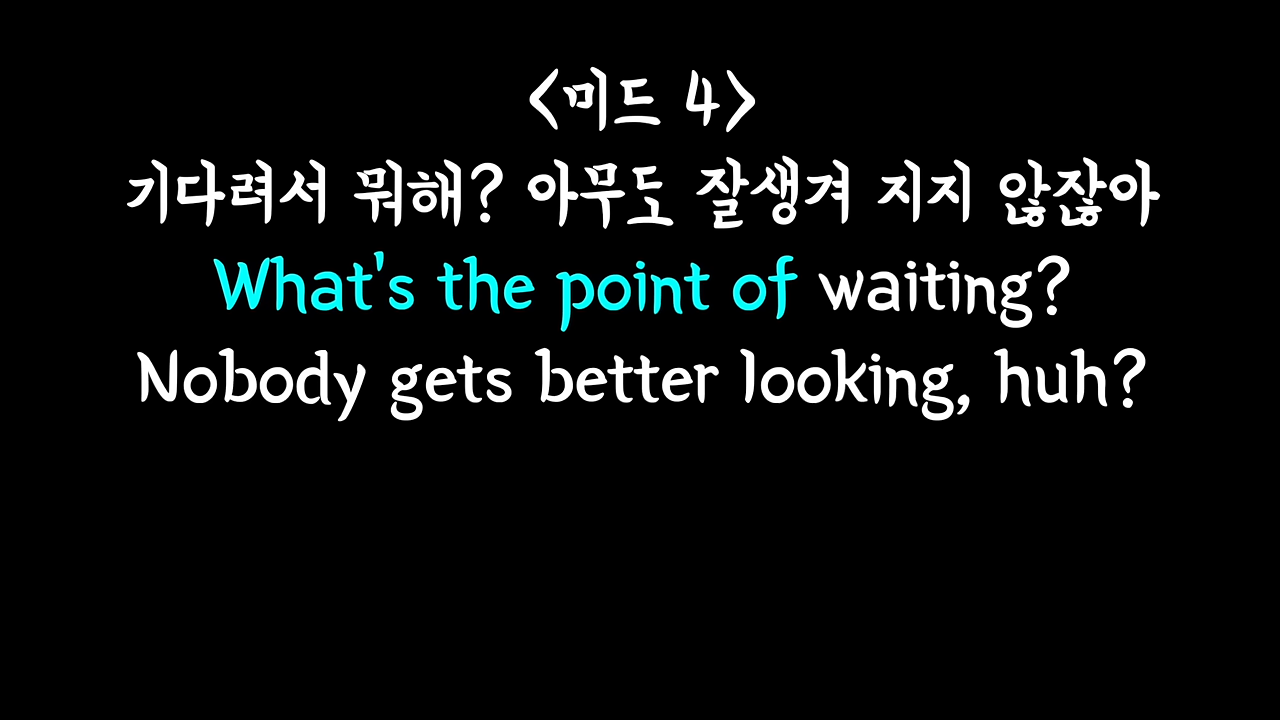 <미드 4>
기다려서 뭐해? 아무도 잘생겨 지지 않잖아
What's the point of waiting?
Nobody gets better looking, huh?